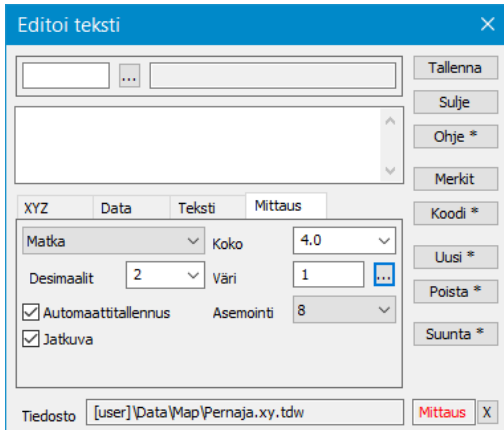 Editoi teksti
... Tallenna
Sulje
Ohje *
Merkit
XYZ Data Teksti Mittaus Koodi *
Matka Koko 4.0
Uusi *
Desimaalit 2 Väri 1 ...
Poista *
Automaattitallennus Asemointi 8
Jatkuva Suunta *
Tiedosto [user]\Data\Map\Pernaja.xy.tdw Mittaus X